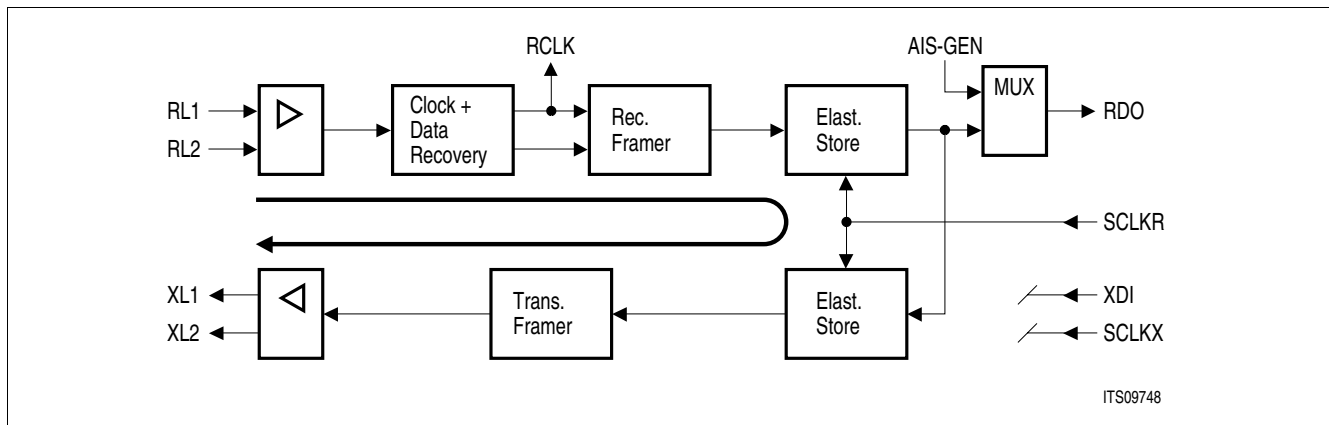 RCLK
AIS-GEN
RL1
RL2
Clock +
Data
Recovery
Rec.
Framer
Elast.
Store
MUX
RDO
SCLKR
XL1
XL2
Trans.
Framer
Elast.
Store
XDI
SCLKX
ITS09748